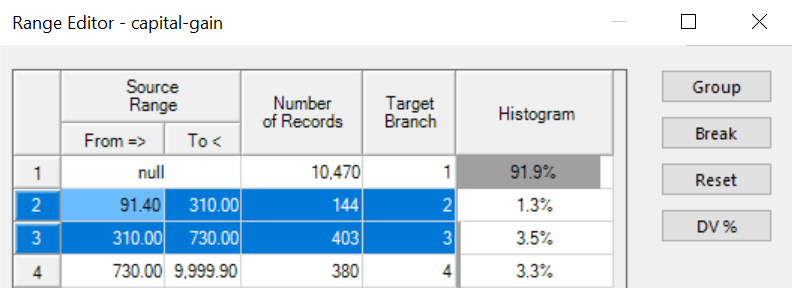 Range Editor - capital-gain
Source Range Number of Records Target Branch Histogram Group
From => To < Break
1 null 10,470 1 91.9% Reset
2 91.40 310.00 144 2 1.3%
3 310.00 730.00 403 3 3.5% DV %
4 730.00 9,999.90 380 4 3.3%